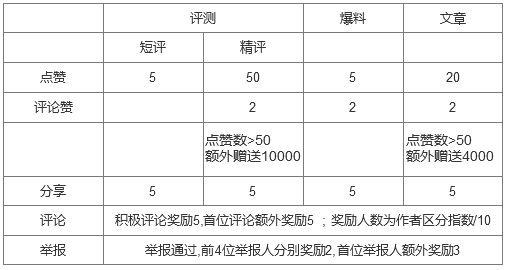 评测 爆料 文章
短评 精评
点赞 5 50 5 20
评论赞 2 2 2
点赞数>50 点赞数>50
额外赠送10000 额外赠送4000
分享 5 5 5 5
评论 积极评论奖励5,首位评论额外奖励5 ；奖励人数为作者区分指数/10
举报 举报通过,前4位举报人分别奖励2,首位举报人额外奖励3